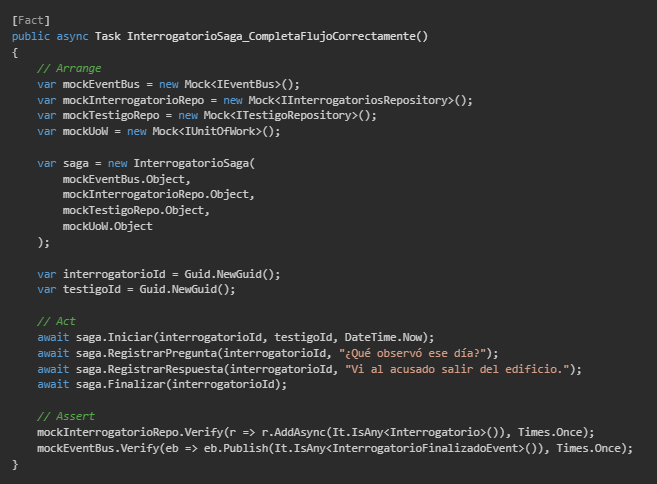 [Fact]
public async Task InterrogatorioSaga_CompletaFlujoCorrectamente()
{
    // Arrange
    var mockEventBus = new Mock<IEventBus>();
    var mockInterrogatorioRepo = new Mock<IInterrogatoriosRepository>();
    var mockTestigoRepo = new Mock<ITestigoRepository>();
    var mockUoW = new Mock<IUnitOfWork>();

    var saga = new InterrogatorioSaga(
        mockEventBus.Object,
        mockInterrogatorioRepo.Object,
        mockTestigoRepo.Object,
        mockUoW.Object
    );

    var interrogatorioId = Guid.NewGuid();
    var testigoId = Guid.NewGuid();

    // Act
    await saga.Iniciar(interrogatorioId, testigoId, DateTime.Now);
    await saga.RegistrarPregunta(interrogatorioId, "¿Qué observó ese día?");
    await saga.RegistrarRespuesta(interrogatorioId, "Vi al acusado salir del edificio.");
    await saga.Finalizar(interrogatorioId);

    // Assert
    mockInterrogatorioRepo.Verify(r => r.AddAsync(It.IsAny<Interrogatorio>()), Times.Once);
    mockEventBus.Verify(eb => eb.Publish(It.IsAny<InterrogatorioFinalizadoEvent>()), Times.Once);
}